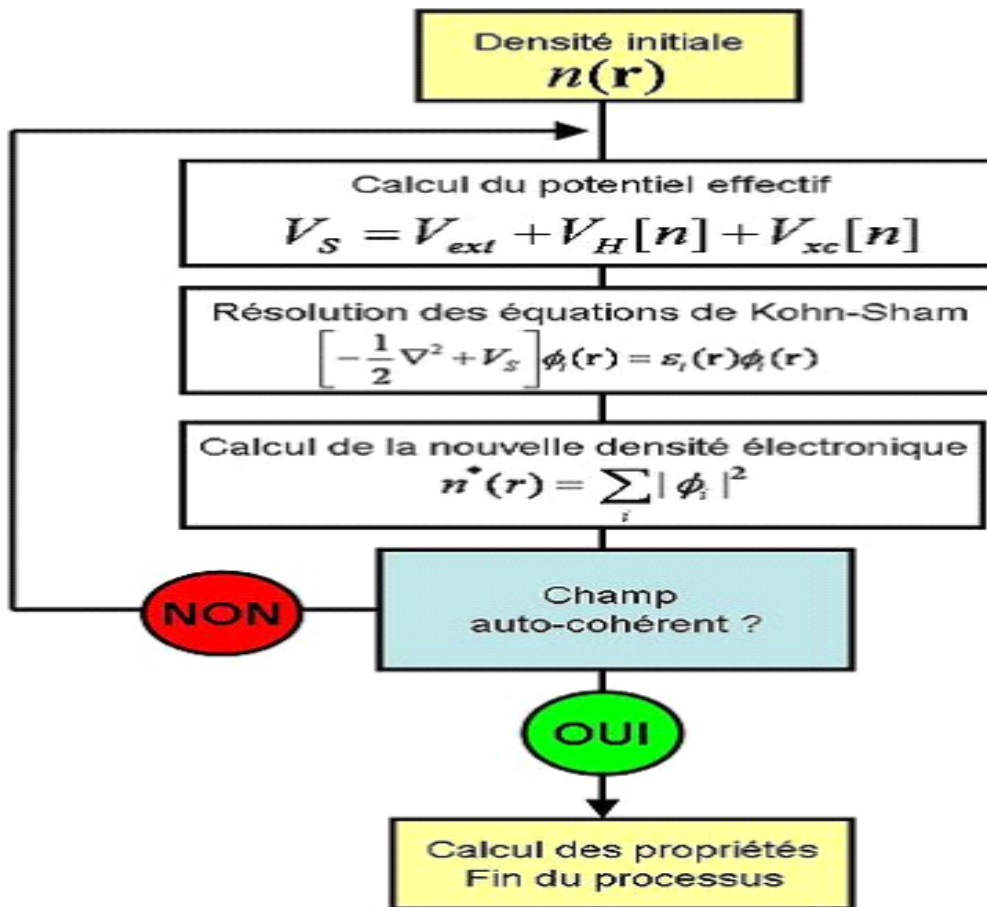 Densité initiale
n(r)
Calcul du potentiel effectif
V_S = V_ext + V_H[n] + V_xc[n]
Résolution des équations de Kohn-Sham
[-1/2 ∇² + V_S] ϕ_i(r) = ε_i(r)ϕ_i(r)
Calcul de la nouvelle densité électronique
n*(r) = ∑_i | ϕ_i |²
Champ
auto-cohérent ?
NON
OUI
Calcul des propriétés
Fin du processus